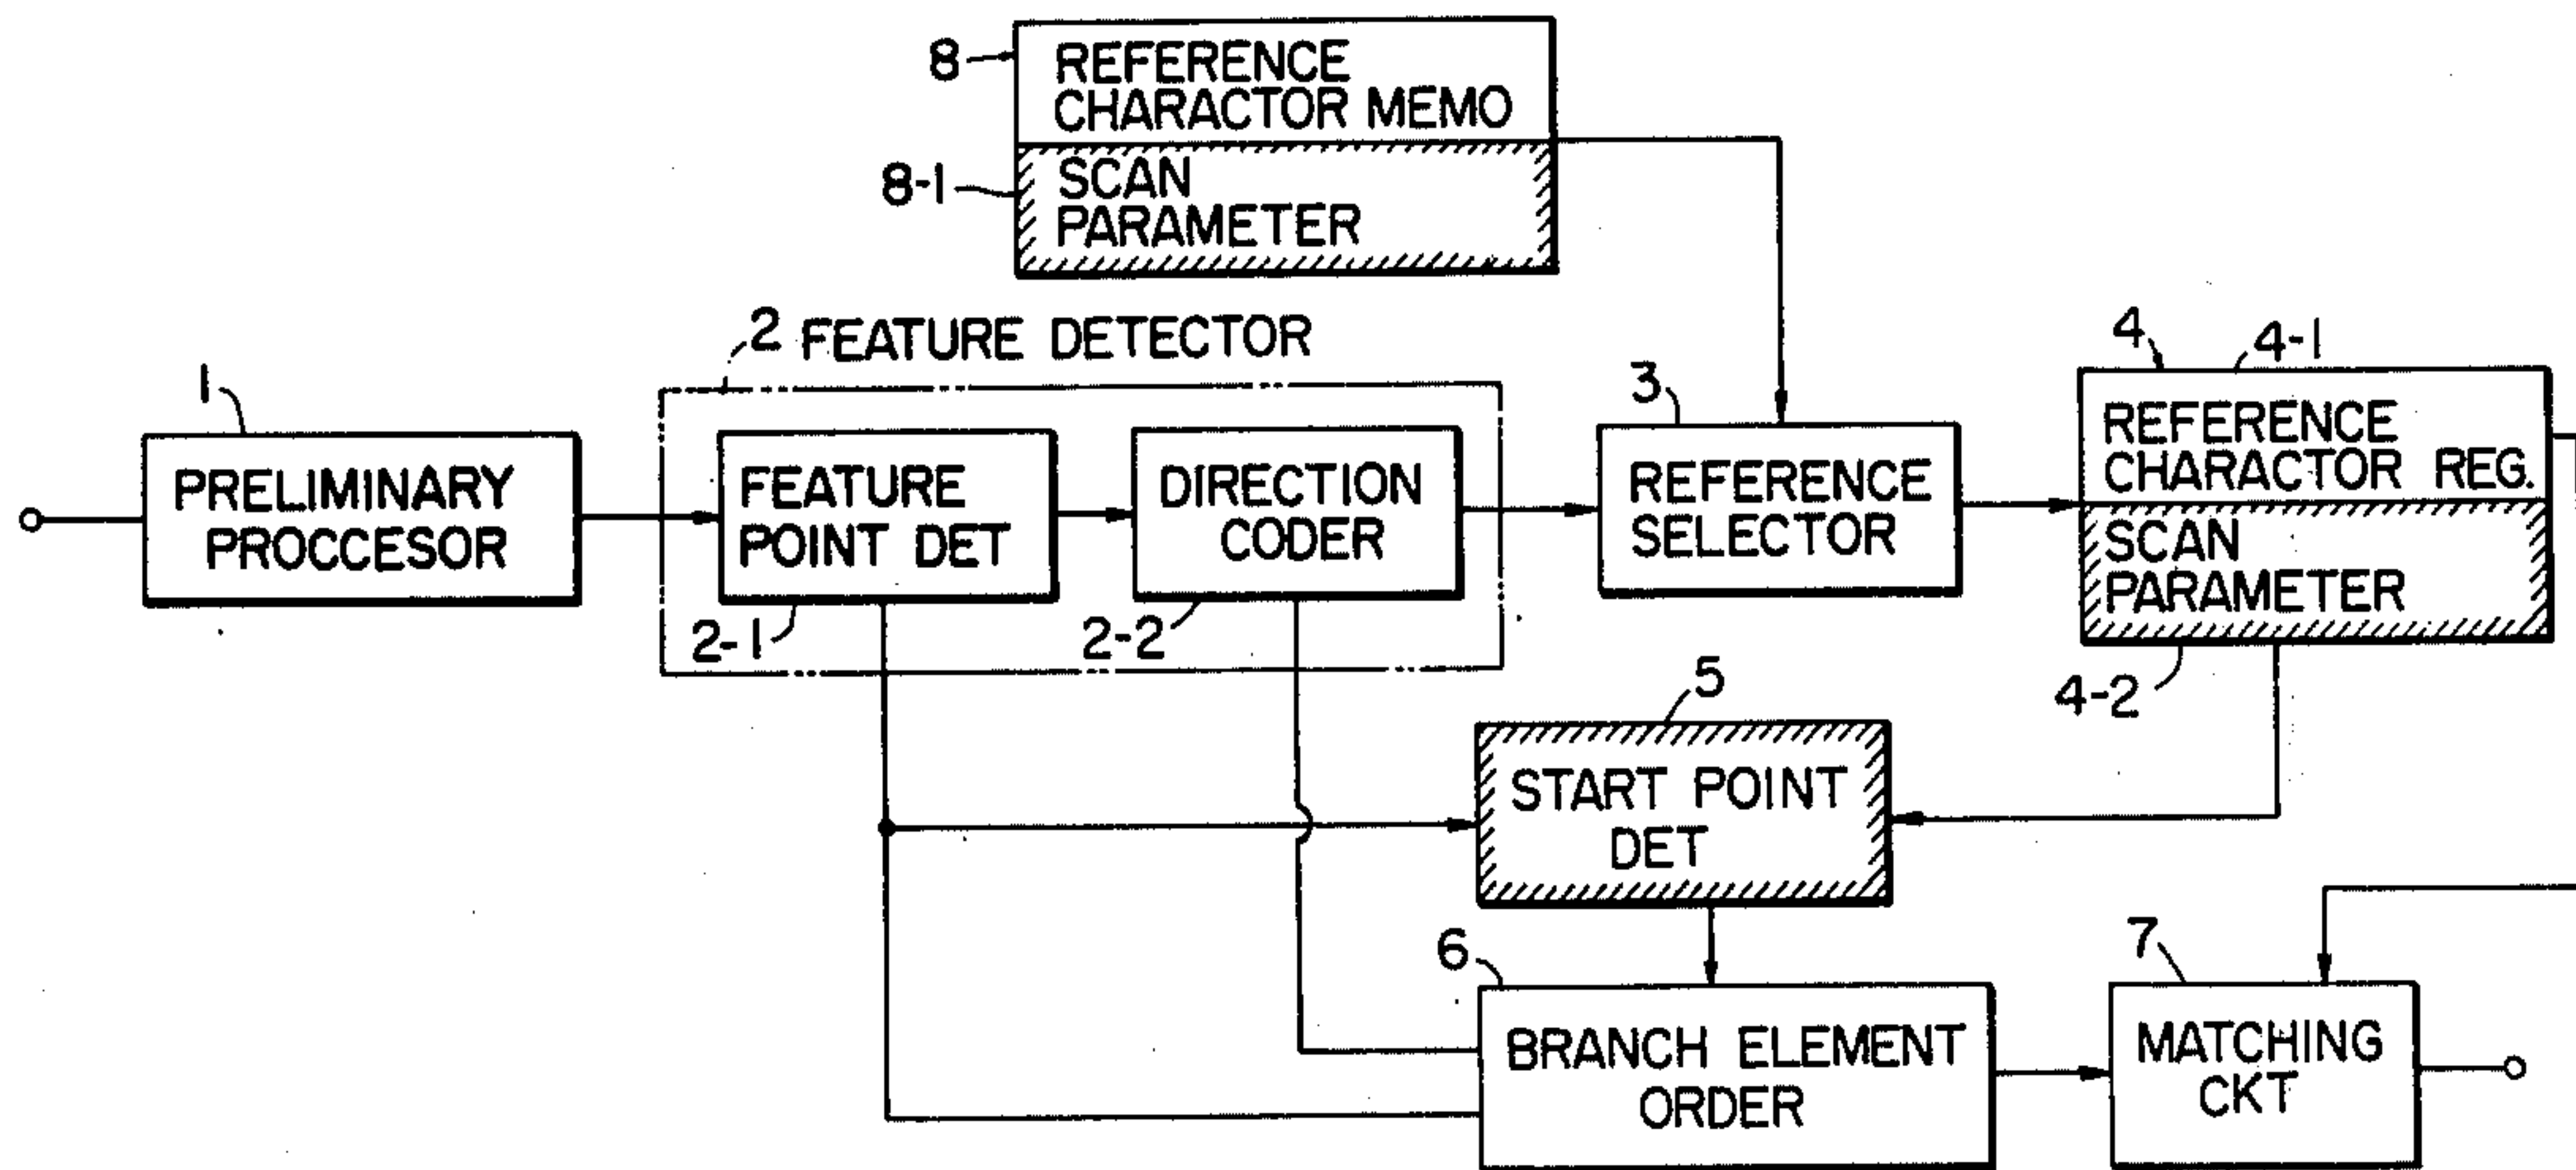 8
REFERENCE
CHARACTOR MEMO
8-1
SCAN
PARAMETER
2 FEATURE DETECTOR
1
PRELIMINARY
PROCCESOR
FEATURE
POINT DET
2-1
DIRECTION
CODER
2-2
3
REFERENCE
SELECTOR
4
4-1
REFERENCE
CHARACTOR REG.
SCAN
PARAMETER
4-2
5
START POINT
DET
6
BRANCH ELEMENT
ORDER
7
MATCHING
CKT